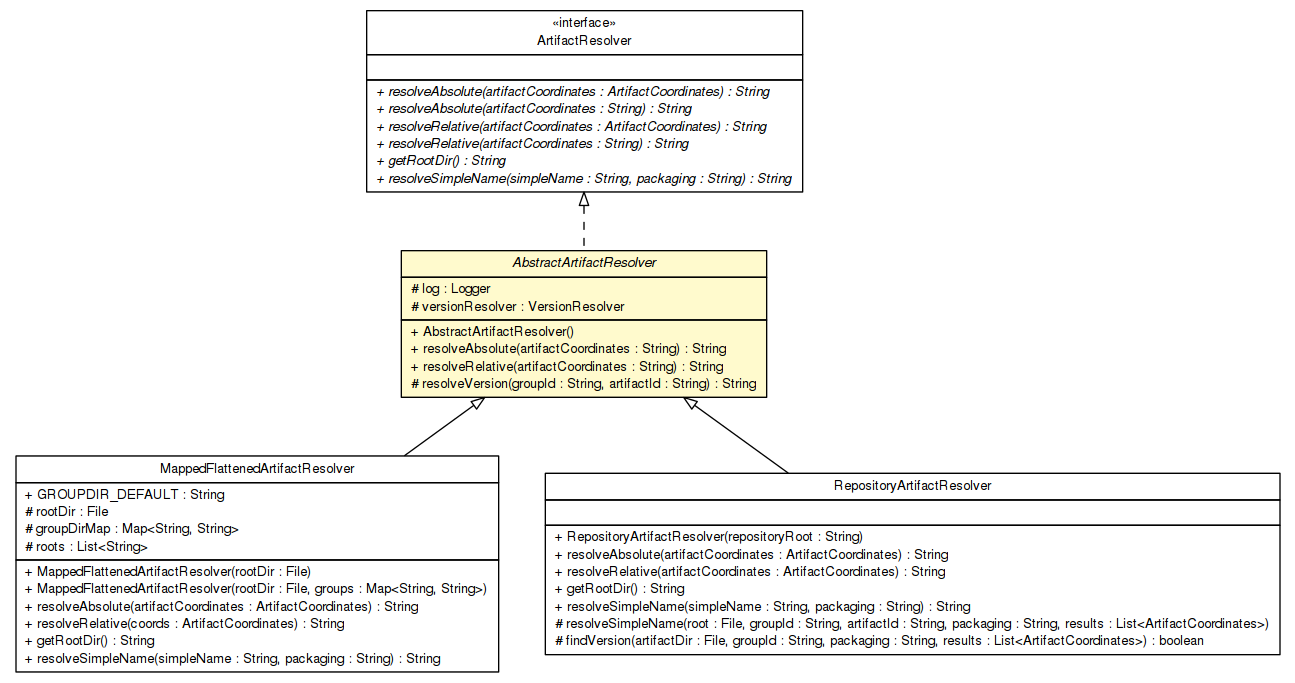 «interface»
ArtifactResolver
+ resolveAbsolute(artifactCoordinates : ArtifactCoordinates) : String
+ resolveAbsolute(artifactCoordinates : String) : String
+ resolveRelative(artifactCoordinates : ArtifactCoordinates) : String
+ resolveRelative(artifactCoordinates : String) : String
+ getRootDir() : String
+ resolveSimpleName(simpleName : String, packaging : String) : String
AbstractArtifactResolver
# log : Logger
# versionResolver : VersionResolver
+ AbstractArtifactResolver()
+ resolveAbsolute(artifactCoordinates : String) : String
+ resolveRelative(artifactCoordinates : String) : String
# resolveVersion(groupId : String, artifactId : String) : String
MappedFlattenedArtifactResolver
+ GROUPDIR_DEFAULT : String
# rootDir : File
# groupDirMap : Map<String, String>
# roots : List<String>
+ MappedFlattenedArtifactResolver(rootDir : File)
+ MappedFlattenedArtifactResolver(rootDir : File, groups : Map<String, String>)
+ resolveAbsolute(artifactCoordinates : ArtifactCoordinates) : String
+ resolveRelative(coords : ArtifactCoordinates) : String
+ getRootDir() : String
+ resolveSimpleName(simpleName : String, packaging : String) : String
RepositoryArtifactResolver
+ RepositoryArtifactResolver(repositoryRoot : String)
+ resolveAbsolute(artifactCoordinates : ArtifactCoordinates) : String
+ resolveRelative(artifactCoordinates : ArtifactCoordinates) : String
+ getRootDir() : String
+ resolveSimpleName(simpleName : String, packaging : String) : String
# resolveSimpleName(root : File, groupId : String, artifactId : String, packaging : String, results : List<ArtifactCoordinates>)
# findVersion(artifactDir : File, groupId : String, packaging : String, results : List<ArtifactCoordinates>) : boolean